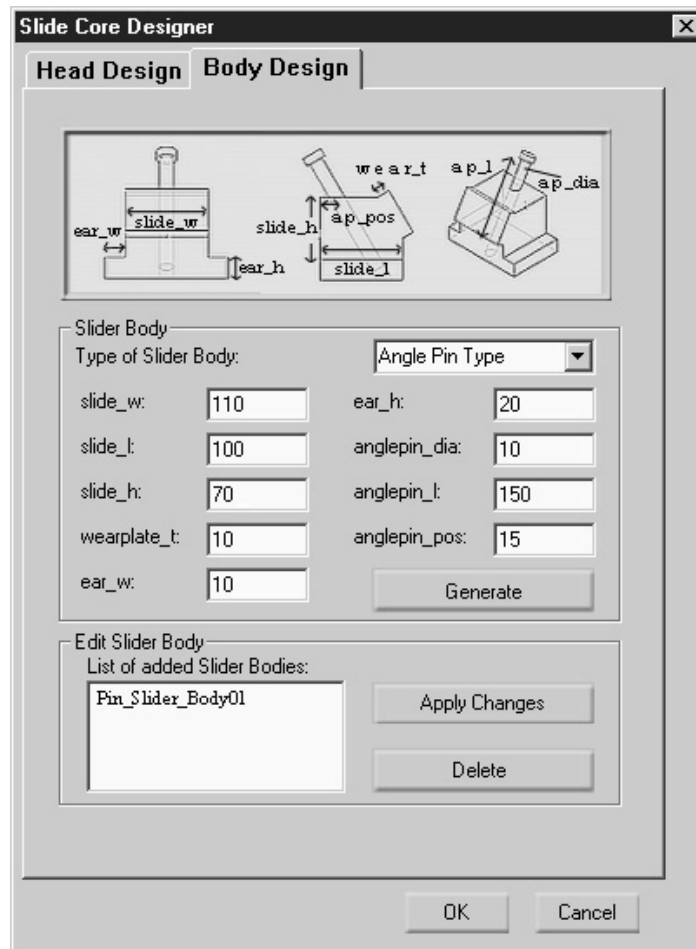 Slide Core Designer
Head Design Body Design
wear_t
ap_l
ap_dia
slide_w
ap_pos
ear_w
slide_h
ear_h
slide_l
Slider Body
Type of Slider Body: Angle Pin Type
slide_w: 110 ear_h: 20
slide_l: 100 anglepin_dia: 10
slide_h: 70 anglepin_l: 150
wearplate_t: 10 anglepin_pos: 15
ear_w: 10 Generate
Edit Slider Body
List of added Slider Bodies:
Pin_Slider_Body01
Apply Changes
Delete
OK Cancel